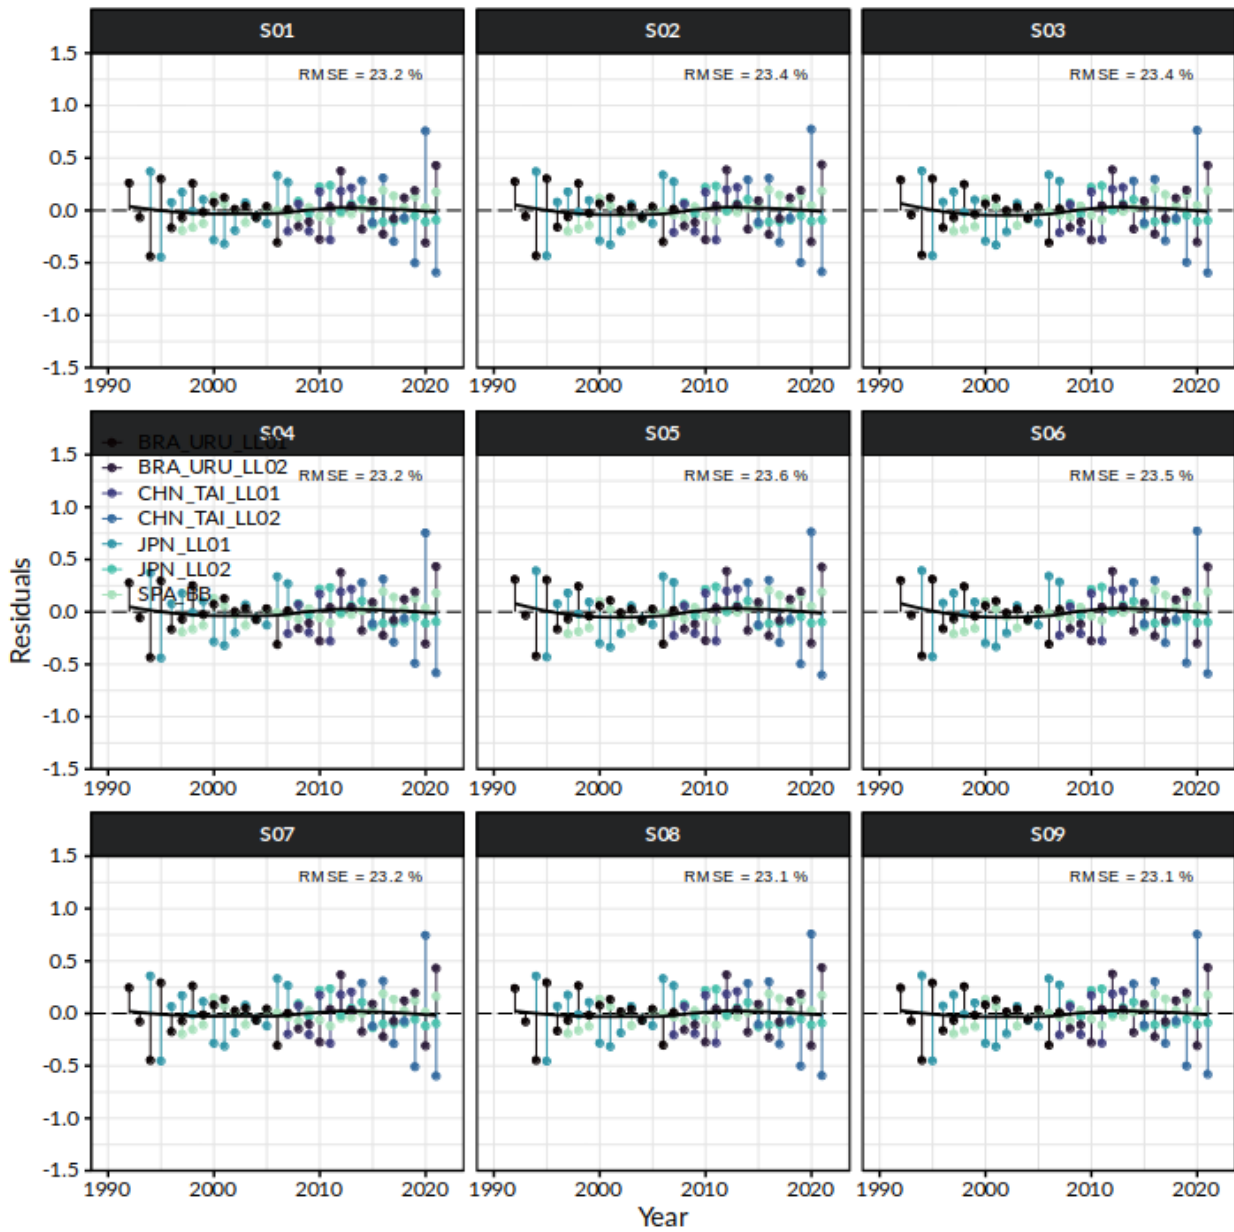 S01 S02 S03
RMSE = 23.2 % RMSE = 23.4 % RMSE = 23.4 %
1.5
1.0
0.5
0.0
-0.5
-1.0
-1.5
1990 2000 2010 2020 1990 2000 2010 2020 1990 2000 2010 2020
S04 S05 S06
BRA_URU_LL01
BRA_URU_LL02
CHN_TAI_LL01
CHN_TAI_LL02
JPN_LL01
JPN_LL02
SPA_BB
RMSE = 23.2 % RMSE = 23.6 % RMSE = 23.5 %
Residuals
1.5
1.0
0.5
0.0
-0.5
-1.0
-1.5
1990 2000 2010 2020 1990 2000 2010 2020 1990 2000 2010 2020
S07 S08 S09
RMSE = 23.2 % RMSE = 23.1 % RMSE = 23.1 %
1.5
1.0
0.5
0.0
-0.5
-1.0
-1.5
1990 2000 2010 2020 1990 2000 2010 2020 1990 2000 2010 2020
Year